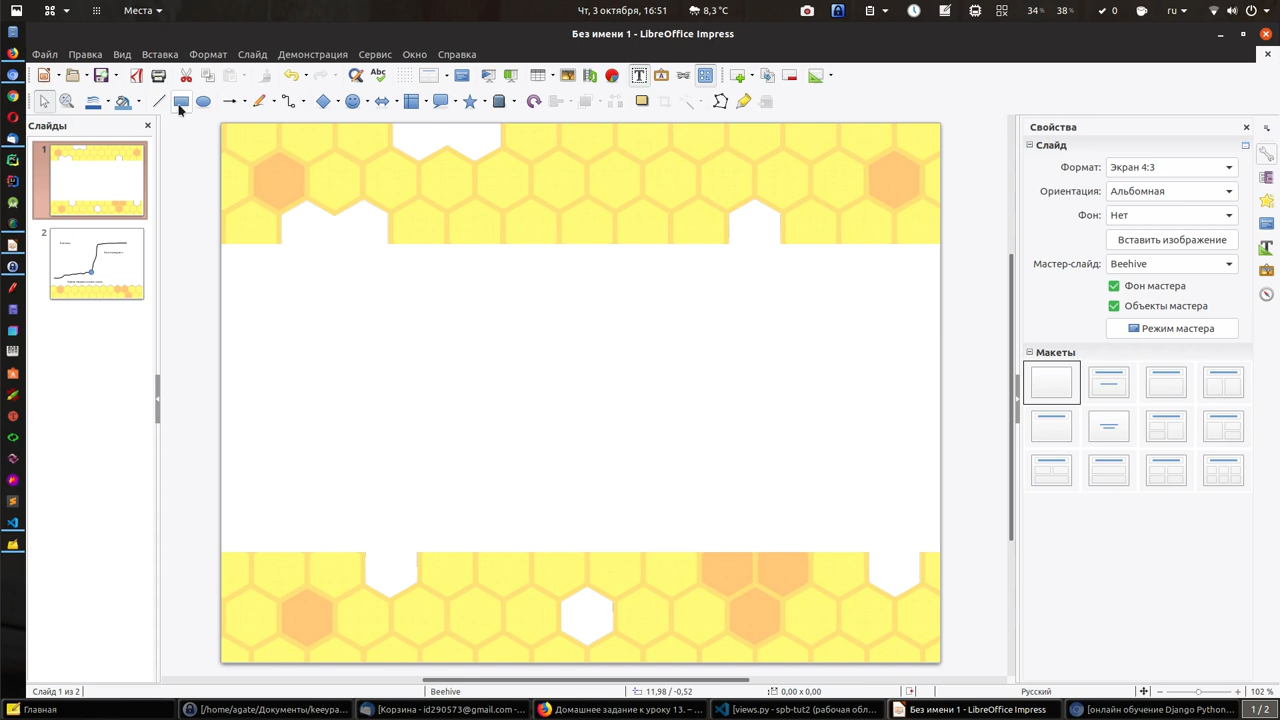 Места
Чт, 3 октября, 16:51
8,3 °C
34 %
38 %
0
ru
Без имени 1 - LibreOffice Impress
Файл Правка Вид Вставка Формат Слайд Демонстрация Сервис Окно Справка
Abc
Слайды
1
2
Свойства
Слайд
Формат: Экран 4:3
Ориентация: Альбомная
Фон: Нет
Вставить изображение
Мастер-слайд: Beehive
Фон мастера
Объекты мастера
Режим мастера
Макеты
Слайд 1 из 2
Beehive
11,98 / -0,52
0,00 x 0,00
Русский
102 %
Главная
[/home/agate/Документы/keepa...
[Корзина - id290573@gmail.com -...
Домашнее задание к уроку 13. – ...
[views.py - spb-tut2 (рабочая обл...
Без имени 1 - LibreOffice Impress
[онлайн обучение Django Python...
1 / 2